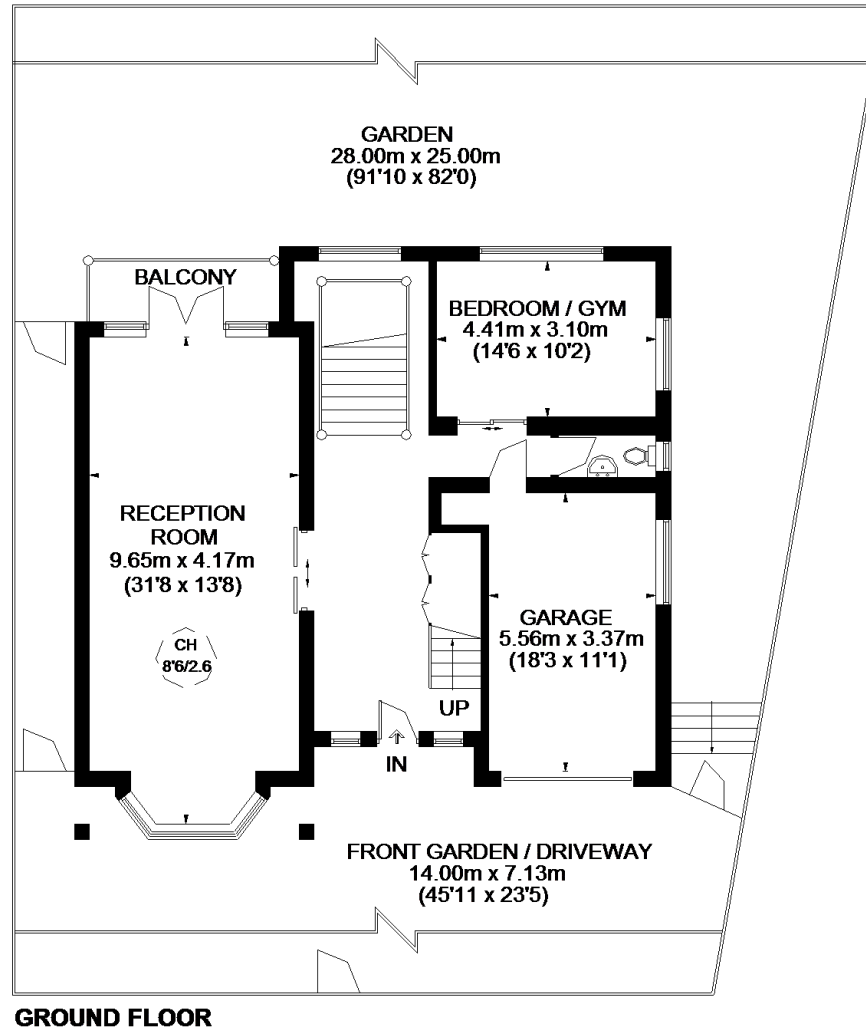 GARDEN
28.00m x 25.00m
(91'10 x 82'0)
BALCONY
BEDROOM / GYM
4.41m x 3.10m
(14'6 x 10'2)
RECEPTION
ROOM
9.65m x 4.17m
(31'8 x 13'8)
CH
8'6/2.6
GARAGE
5.56m x 3.37m
(18'3 x 11'1)
UP
IN
FRONT GARDEN / DRIVEWAY
14.00m x 7.13m
(45'11 x 23'5)
GROUND FLOOR